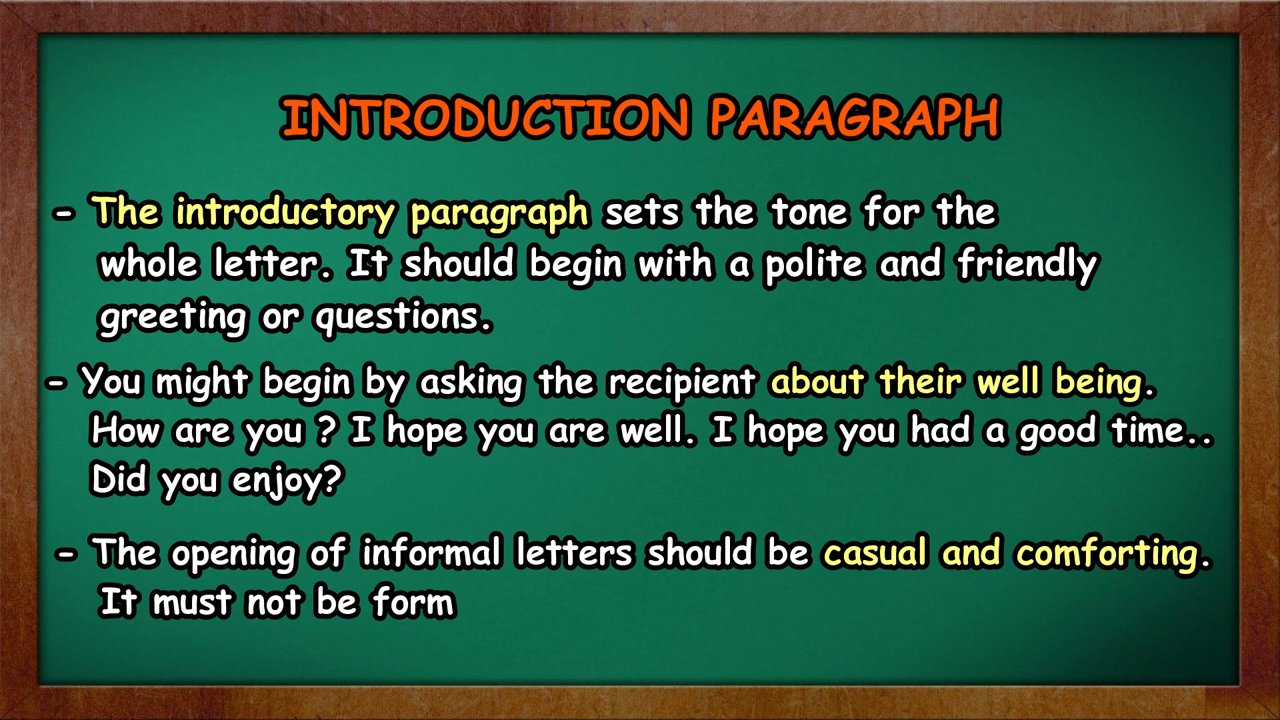 INTRODUCTION PARAGRAPH
- The introductory paragraph sets the tone for the
whole letter. It should begin with a polite and friendly
greeting or questions.
- You might begin by asking the recipient about their well being.
How are you ? I hope you are well. I hope you had a good time..
Did you enjoy?
- The opening of informal letters should be casual and comforting.
It must not be form